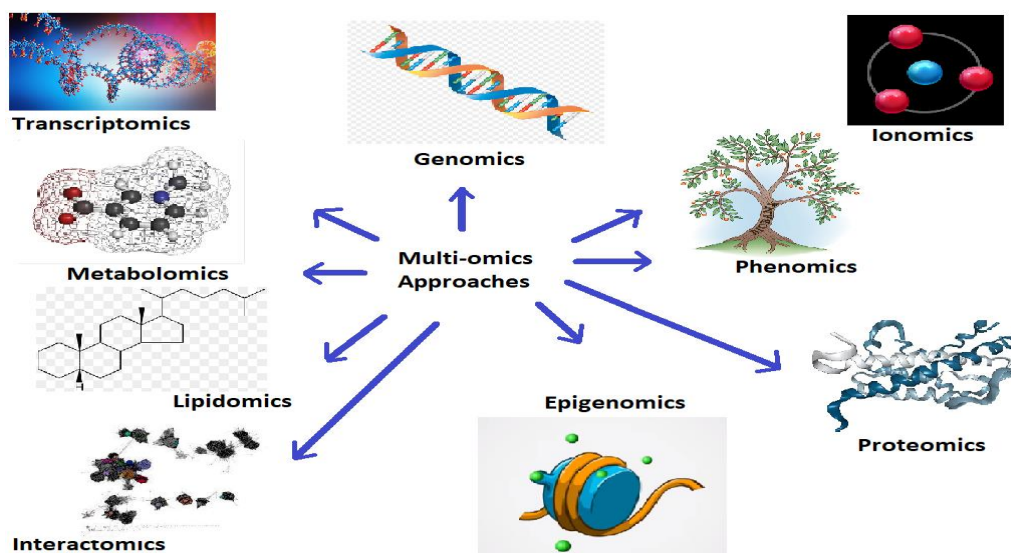 Transcriptomics
Genomics
Ionomics
Metabolomics
Multi-omics
Approaches
Phenomics
Lipidomics
Epigenomics
Proteomics
Interactomics
H